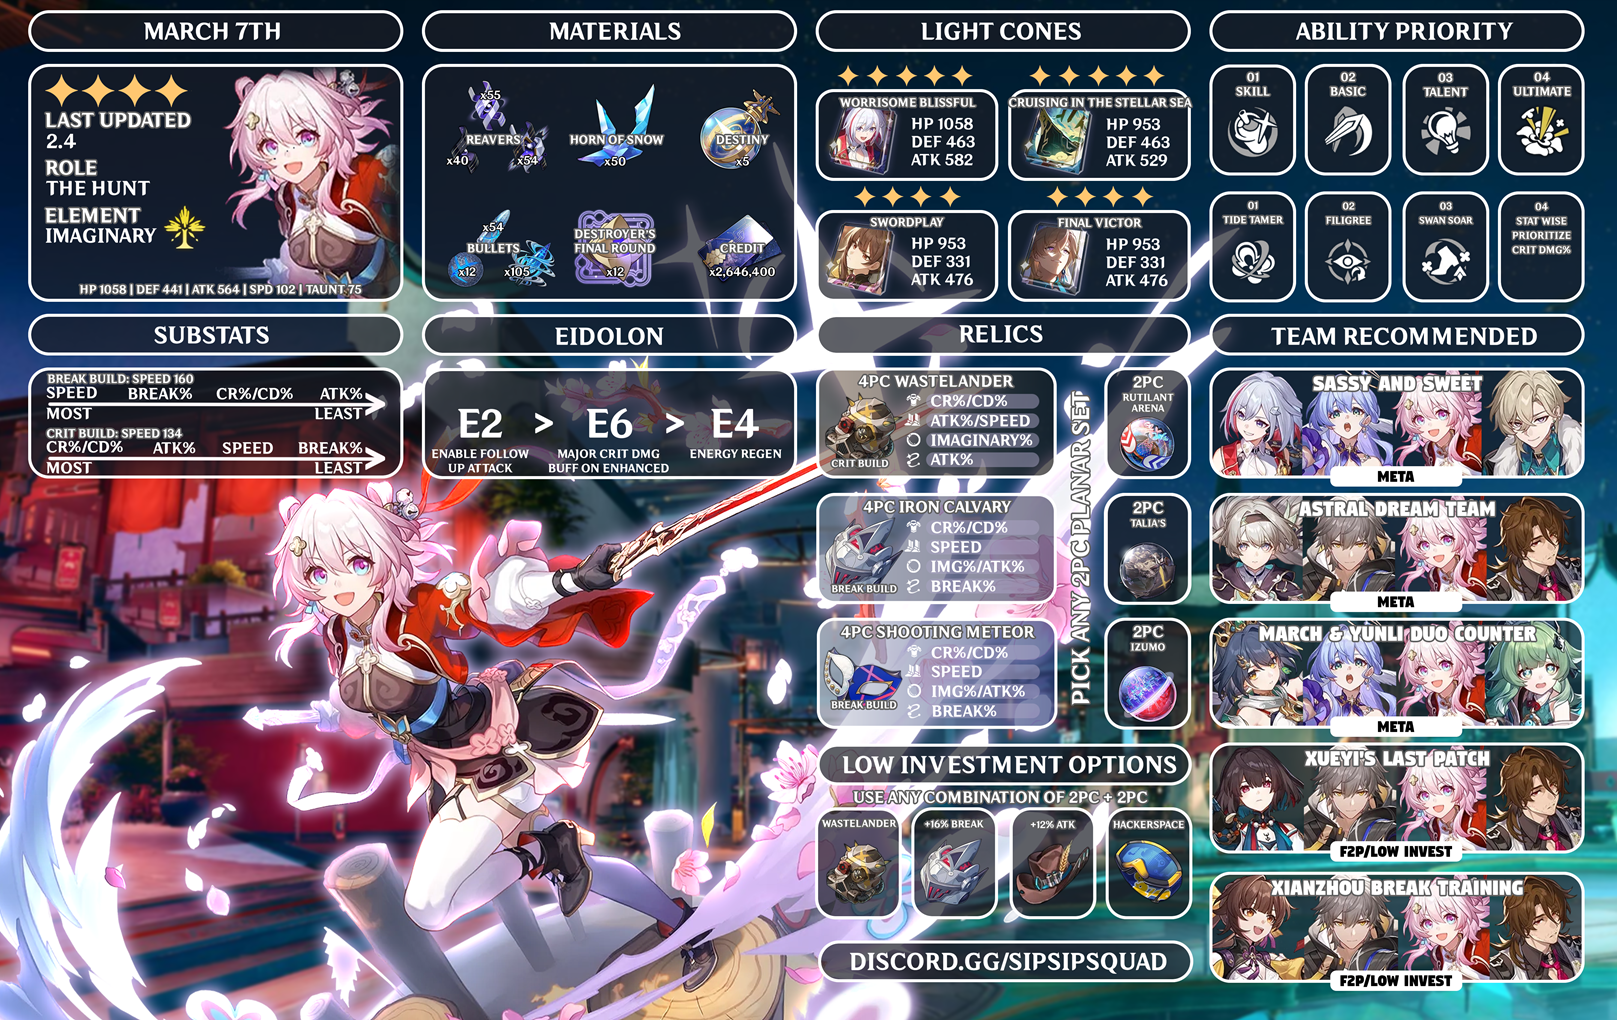 MARCH 7TH
LAST UPDATED
2.4
ROLE
THE HUNT
ELEMENT
IMAGINARY
HP 1058 | DEF 441 | ATK 564 | SPD 102 | TAUNT 75
MATERIALS
x55
REAVERS
x40
x54
HORN OF SNOW
x50
DESTINY
x5
x54
BULLETS
x12
x105
DESTROYER'S
FINAL ROUND
x12
CREDIT
x2,646,400
LIGHT CONES
WORRISOME BLISSFUL
HP 1058
DEF 463
ATK 582
CRUISING IN THE STELLAR SEA
HP 953
DEF 463
ATK 529
SWORDPLAY
HP 953
DEF 331
ATK 476
FINAL VICTOR
HP 953
DEF 331
ATK 476
ABILITY PRIORITY
01
SKILL
02
BASIC
03
TALENT
04
ULTIMATE
01
TIDE TAMER
02
FILIGREE
03
SWAN SOAR
04
STAT WISE
PRIORITIZE
CRIT DMG%
SUBSTATS
BREAK BUILD: SPEED 160
SPEED BREAK% CR%/CD% ATK%
MOST LEAST
CRIT BUILD: SPEED 134
CR%/CD% ATK% SPEED BREAK%
MOST LEAST
EIDOLON
E2 > E6 > E4
ENABLE FOLLOW
UP ATTACK
MAJOR CRIT DMG
BUFF ON ENHANCED
ENERGY REGEN
RELICS
4PC WASTELANDER
CR%/CD%
ATK%/SPEED
IMAGINARY%
ATK%
CRIT BUILD
4PC IRON CALVARY
CR%/CD%
SPEED
IMG%/ATK%
BREAK%
BREAK BUILD
4PC SHOOTING METEOR
CR%/CD%
SPEED
IMG%/ATK%
BREAK%
BREAK BUILD
PICK ANY 2PC PLANAR SET
2PC
RUTILANT
ARENA
2PC
TALIA'S
2PC
IZUMO
LOW INVESTMENT OPTIONS
USE ANY COMBINATION OF 2PC + 2PC
WASTELANDER
+16% BREAK
+12% ATK
HACKERSPACE
DISCORD.GG/SIPSIPSQUAD
TEAM RECOMMENDED
SASSY AND SWEET
META
ASTRAL DREAM TEAM
META
MARCH & YUNLI DUO COUNTER
META
XUEYI'S LAST PATCH
F2P/LOW INVEST
XIANZHOU BREAK TRAINING
F2P/LOW INVEST